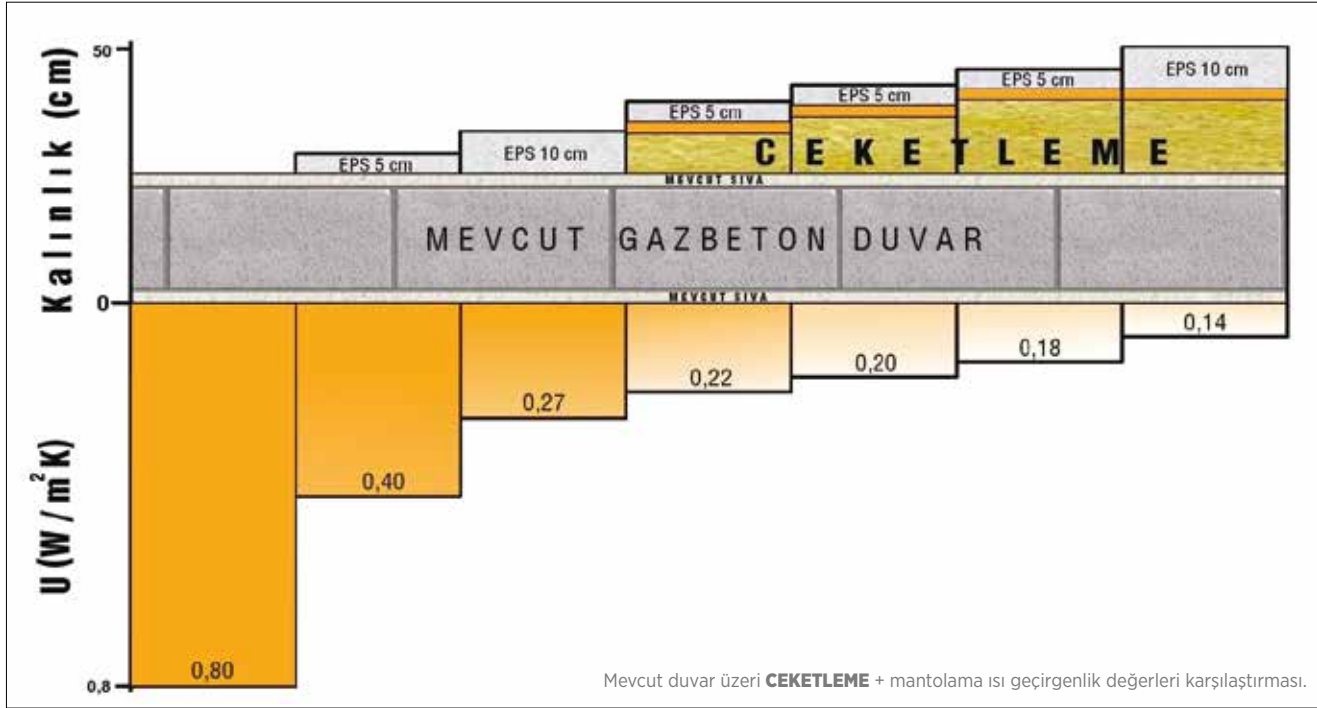 Kalınlık (cm)
50
0
EPS 5 cm
EPS 10 cm
EPS 5 cm
EPS 5 cm
EPS 5 cm
EPS 10 cm
CEKETLEME
MEVCUT SIVA
MEVCUT GAZBETON DUVAR
MEVCUT SIVA
U(W/m²K)
0,8
0,80
0,40
0,27
0,22
0,20
0,18
0,14
Mevcut duvar üzeri CEKETLEME + mantolama ısı geçirgenlik değerleri karşılaştırması.